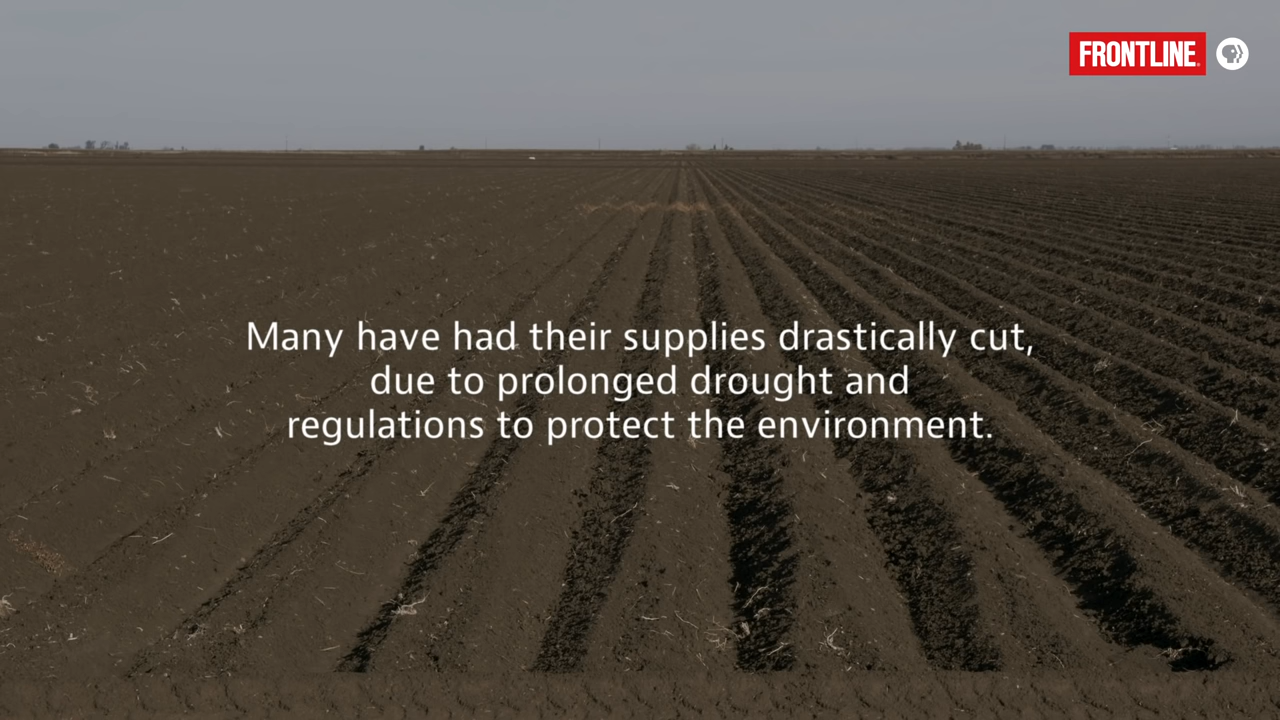 FRONTLINE
Many have had their supplies drastically cut,
due to prolonged drought and
regulations to protect the environment.